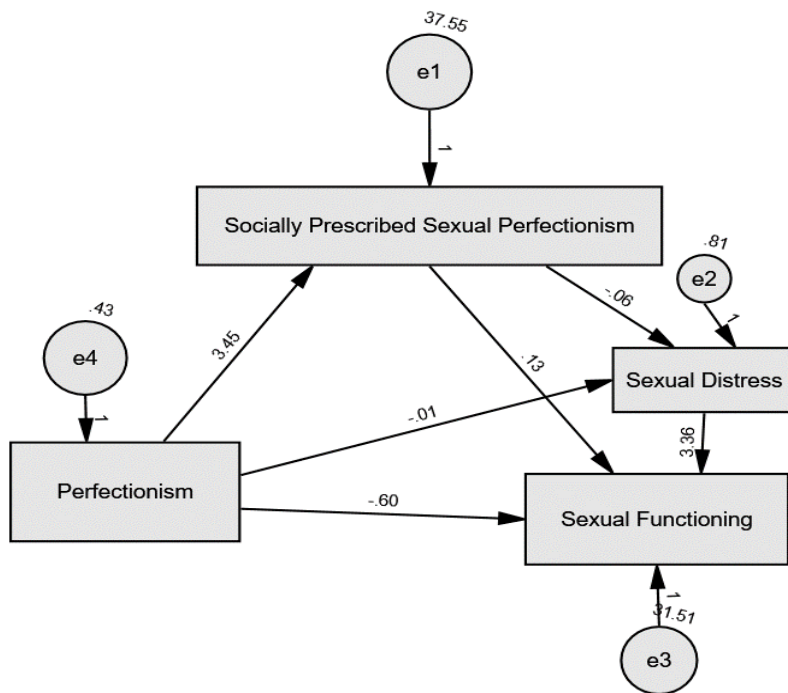 37.55
e1
1
Socially Prescribed Sexual Perfectionism
.81
e2
1
-.06
.43
e4
1
3.45
.13
Sexual Distress
-.01
3.36
Perfectionism
-.60
Sexual Functioning
1
31.51
e3